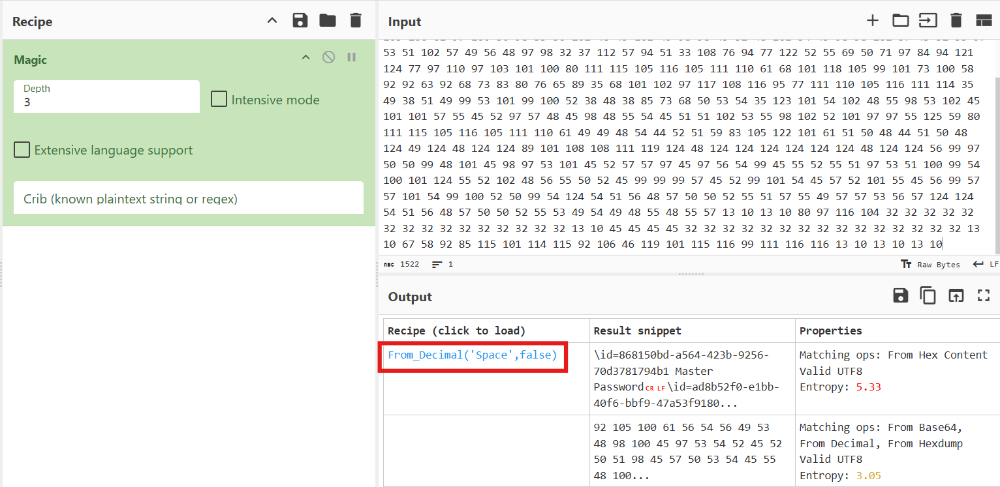 Recipe
Magic
Depth
3
Intensive mode
Extensive language support
Crib (known plaintext string or regex)
Input
53 51 102 57 49 56 48 97 98 32 37 112 57 94 51 33 108 76 94 77 122 52 55 69 50 71 97 84 94 121
124 77 97 110 97 103 101 100 80 111 115 105 116 105 111 110 61 68 101 118 105 99 101 73 100 58
92 92 63 92 68 73 83 80 76 65 89 35 68 101 102 97 117 108 116 95 77 111 110 105 116 111 114 35
49 38 51 49 99 53 101 99 100 52 38 48 38 85 73 68 50 53 54 35 123 101 54 102 48 55 98 53 102 45
101 101 57 55 45 52 97 57 48 45 98 48 55 54 45 51 51 102 53 55 98 102 52 101 97 97 55 125 59 80
111 115 105 116 105 111 110 61 49 49 48 54 44 52 51 59 83 105 122 101 61 51 50 48 44 51 50 48
124 49 124 48 124 124 89 101 108 108 111 119 124 48 124 124 124 124 124 124 48 124 124 56 99 97
50 50 99 48 101 45 98 97 53 101 45 52 57 57 97 45 97 56 54 99 45 55 52 55 51 97 53 51 100 99 54
100 101 124 55 52 102 48 56 55 50 52 45 99 99 99 57 45 52 99 101 54 45 57 52 101 55 45 56 99 57
57 101 54 99 100 52 50 99 54 124 54 51 56 48 57 50 50 52 55 51 57 55 49 57 57 53 56 57 124 124
54 51 56 48 57 50 50 52 55 53 49 54 49 48 55 48 55 57 13 10 13 10 80 97 116 104 32 32 32 32 32
32 32 32 32 32 32 32 32 32 32 13 10 45 45 45 45 32 32 32 32 32 32 32 32 32 32 32 32 32 32 32 13
10 67 58 92 85 115 101 114 115 92 106 46 119 101 115 116 99 111 116 116 13 10 13 10 13 10
1522 1 Raw Bytes LF
Output
Recipe (click to load) Result snippet Properties
From_Decimal('Space',false) \id=868150bd-a564-423b-9256- Matching ops: From Hex Content
70d3781794b1 Master Valid UTF8
Password CR LF \id=ad8b52f0-e1bb- Entropy: 5.33
40f6-bbf9-47a53f9180...
92 105 100 61 56 54 56 49 53 Matching ops: From Base64,
48 98 100 45 97 53 54 52 45 52 From Decimal, From Hexdump
50 51 98 45 57 50 53 54 45 55 Valid UTF8
48 100... Entropy: 3.05